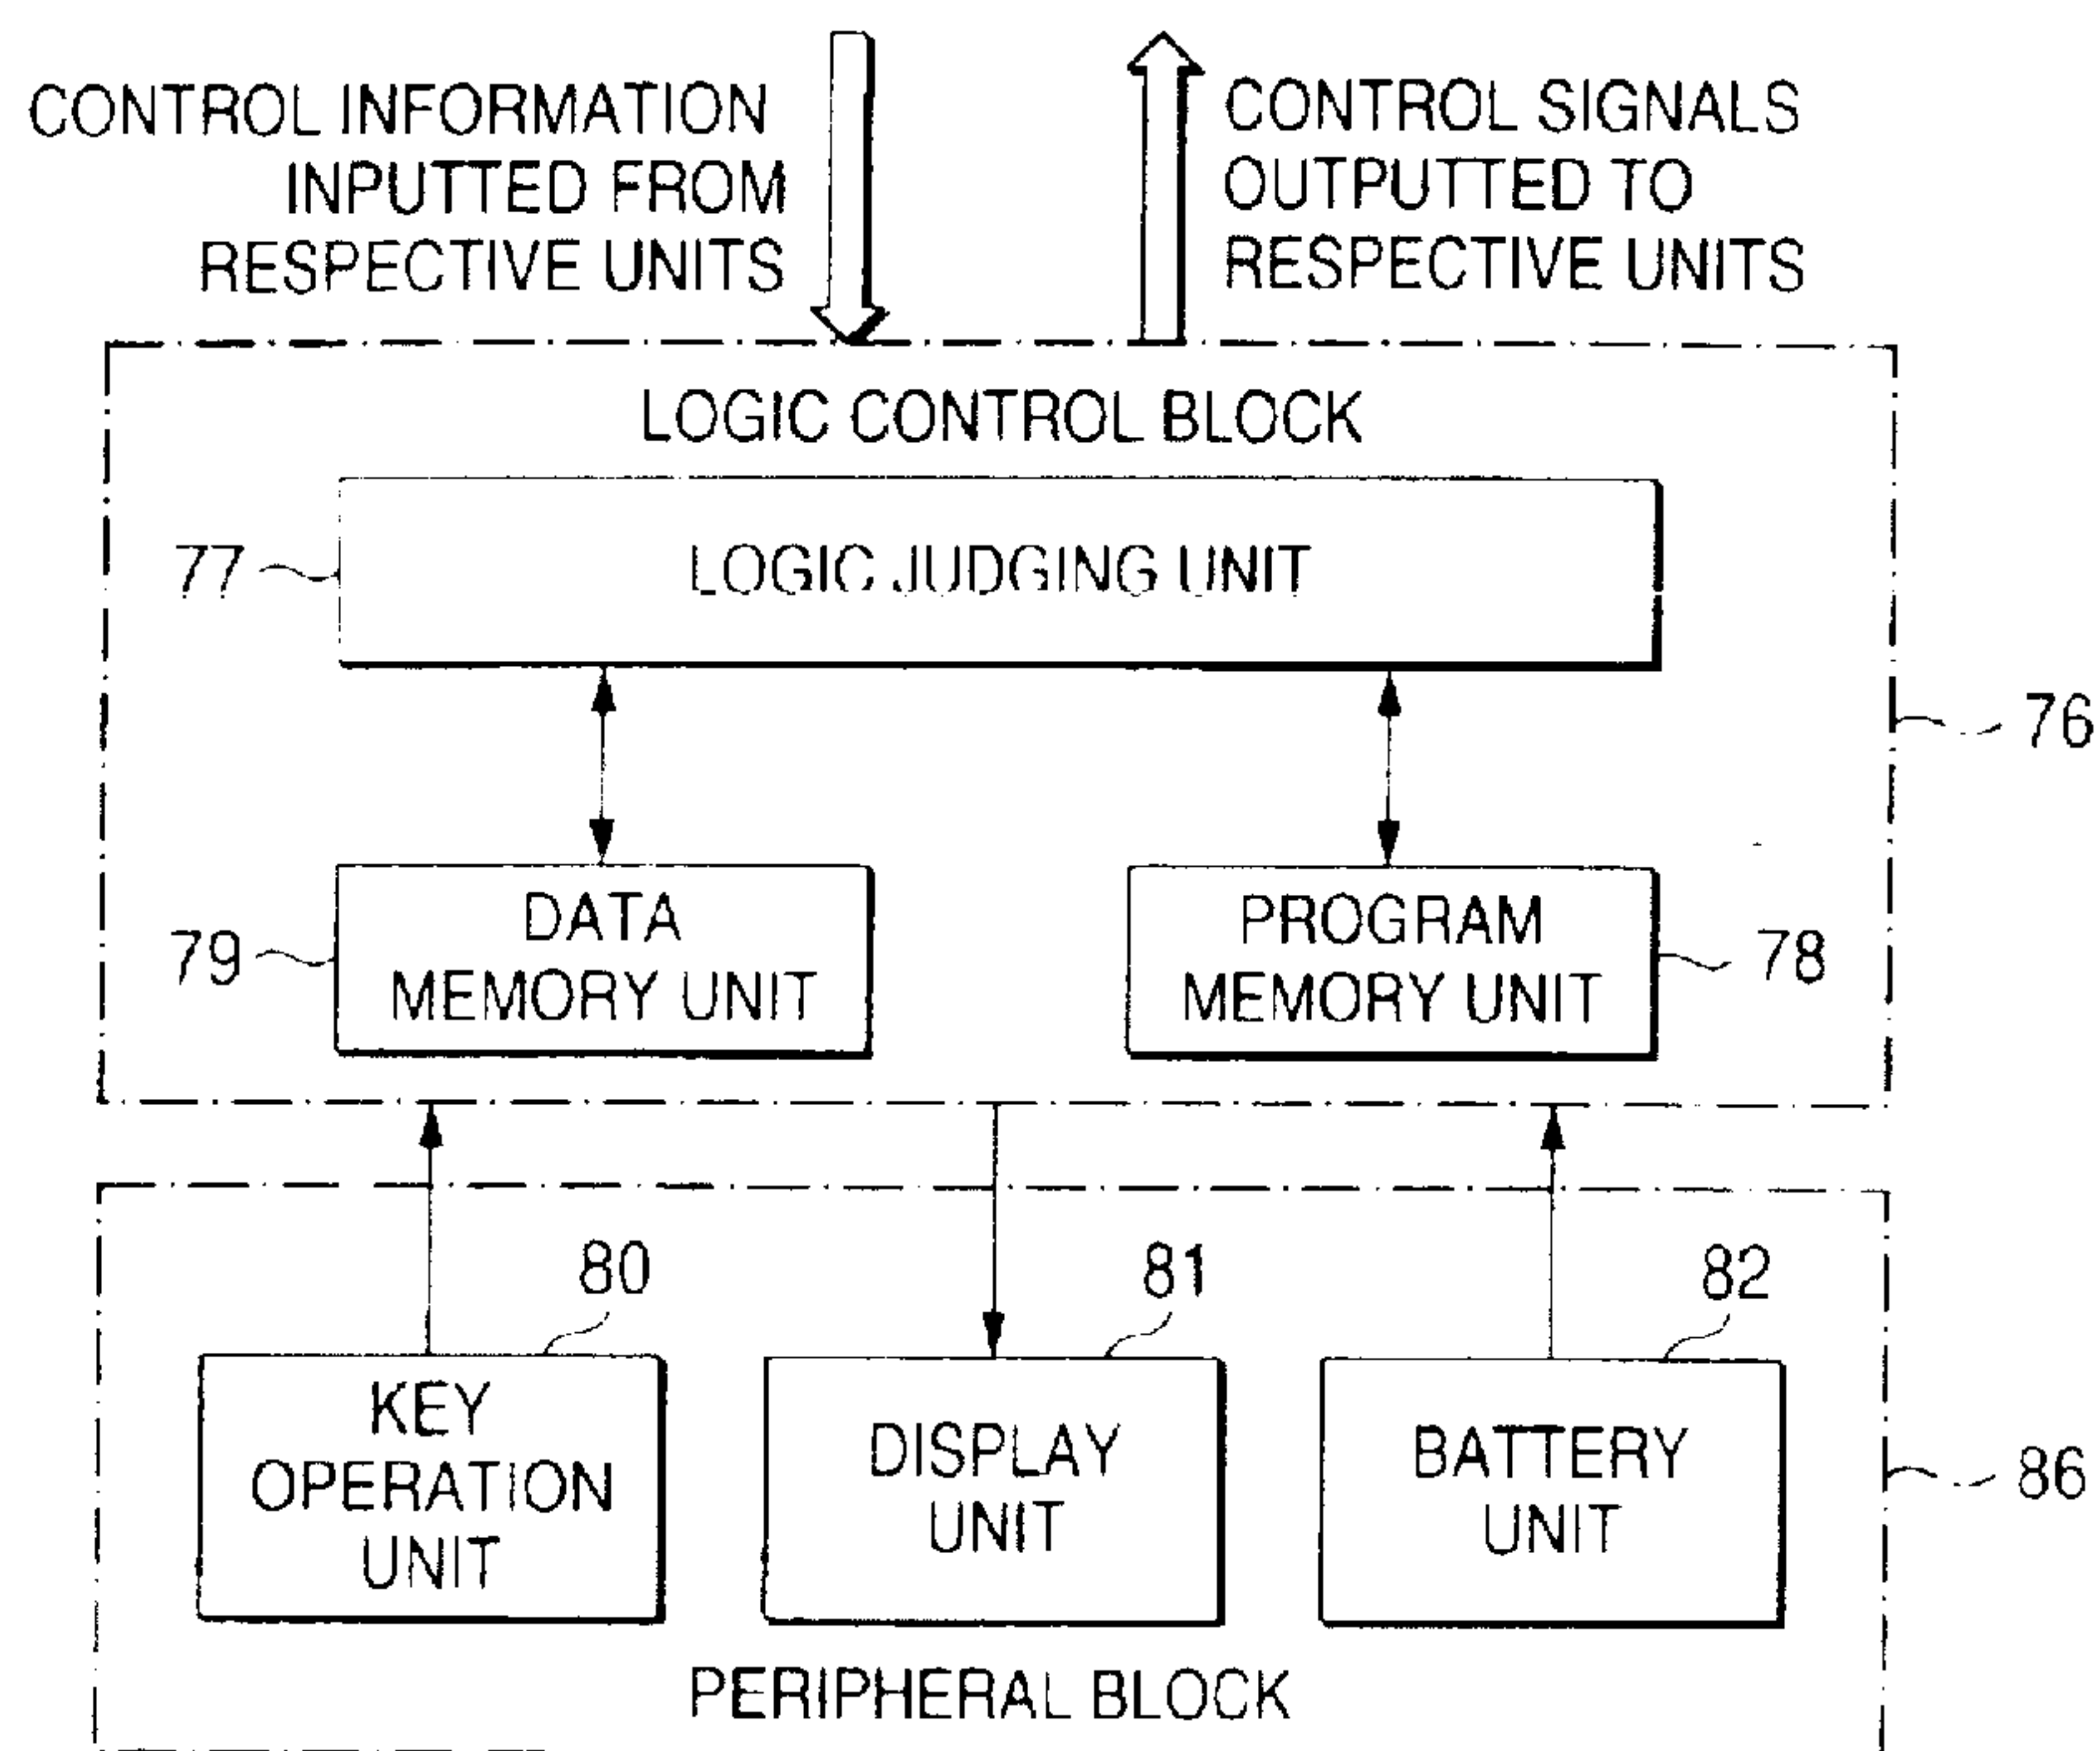 CONTROL INFORMATION
INPUTTED FROM
RESPECTIVE UNITS
CONTROL SIGNALS
OUTPUTTED TO
RESPECTIVE UNITS
LOGIC CONTROL BLOCK
77
LOGIC JUDGING UNIT
76
79
DATA
MEMORY UNIT
PROGRAM
MEMORY UNIT
78
80
81
82
KEY
OPERATION
UNIT
DISPLAY
UNIT
BATTERY
UNIT
86
PERIPHERAL BLOCK